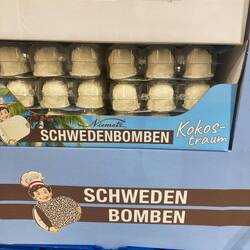 Niemetz
SCHWEDENBOMBEN
Kokos-
traum
SCHWEDEN
BOMBEN